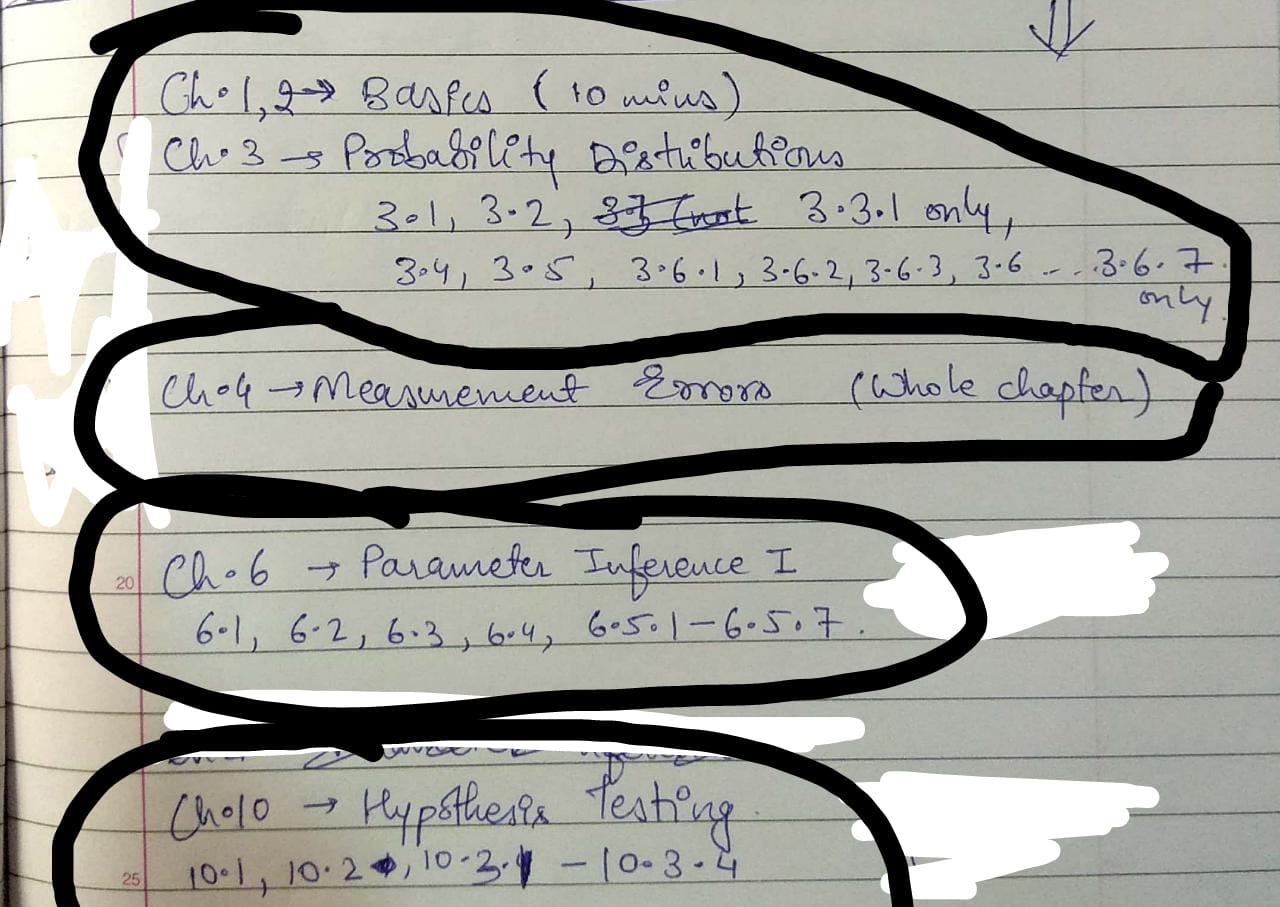 Ch.1,2→ Basics (10 mins)
Ch.3 → Probability Distributions
3.1, 3.2, 3.3.1 only,
3.4, 3.5, 3.6.1, 3.6.2, 3.6.3, 3.6 -- .3.6.7
only.
Ch.4 → Measurement Errors (Whole chapter)
20 Ch.6 → Parameter Inference I
6.1, 6.2, 6.3, 6.4, 6.5.1-6.5.7.
Ch.10 → Hypothesis Testing.
25 10.1, 10.2, 10.3.1 - 10.3.4